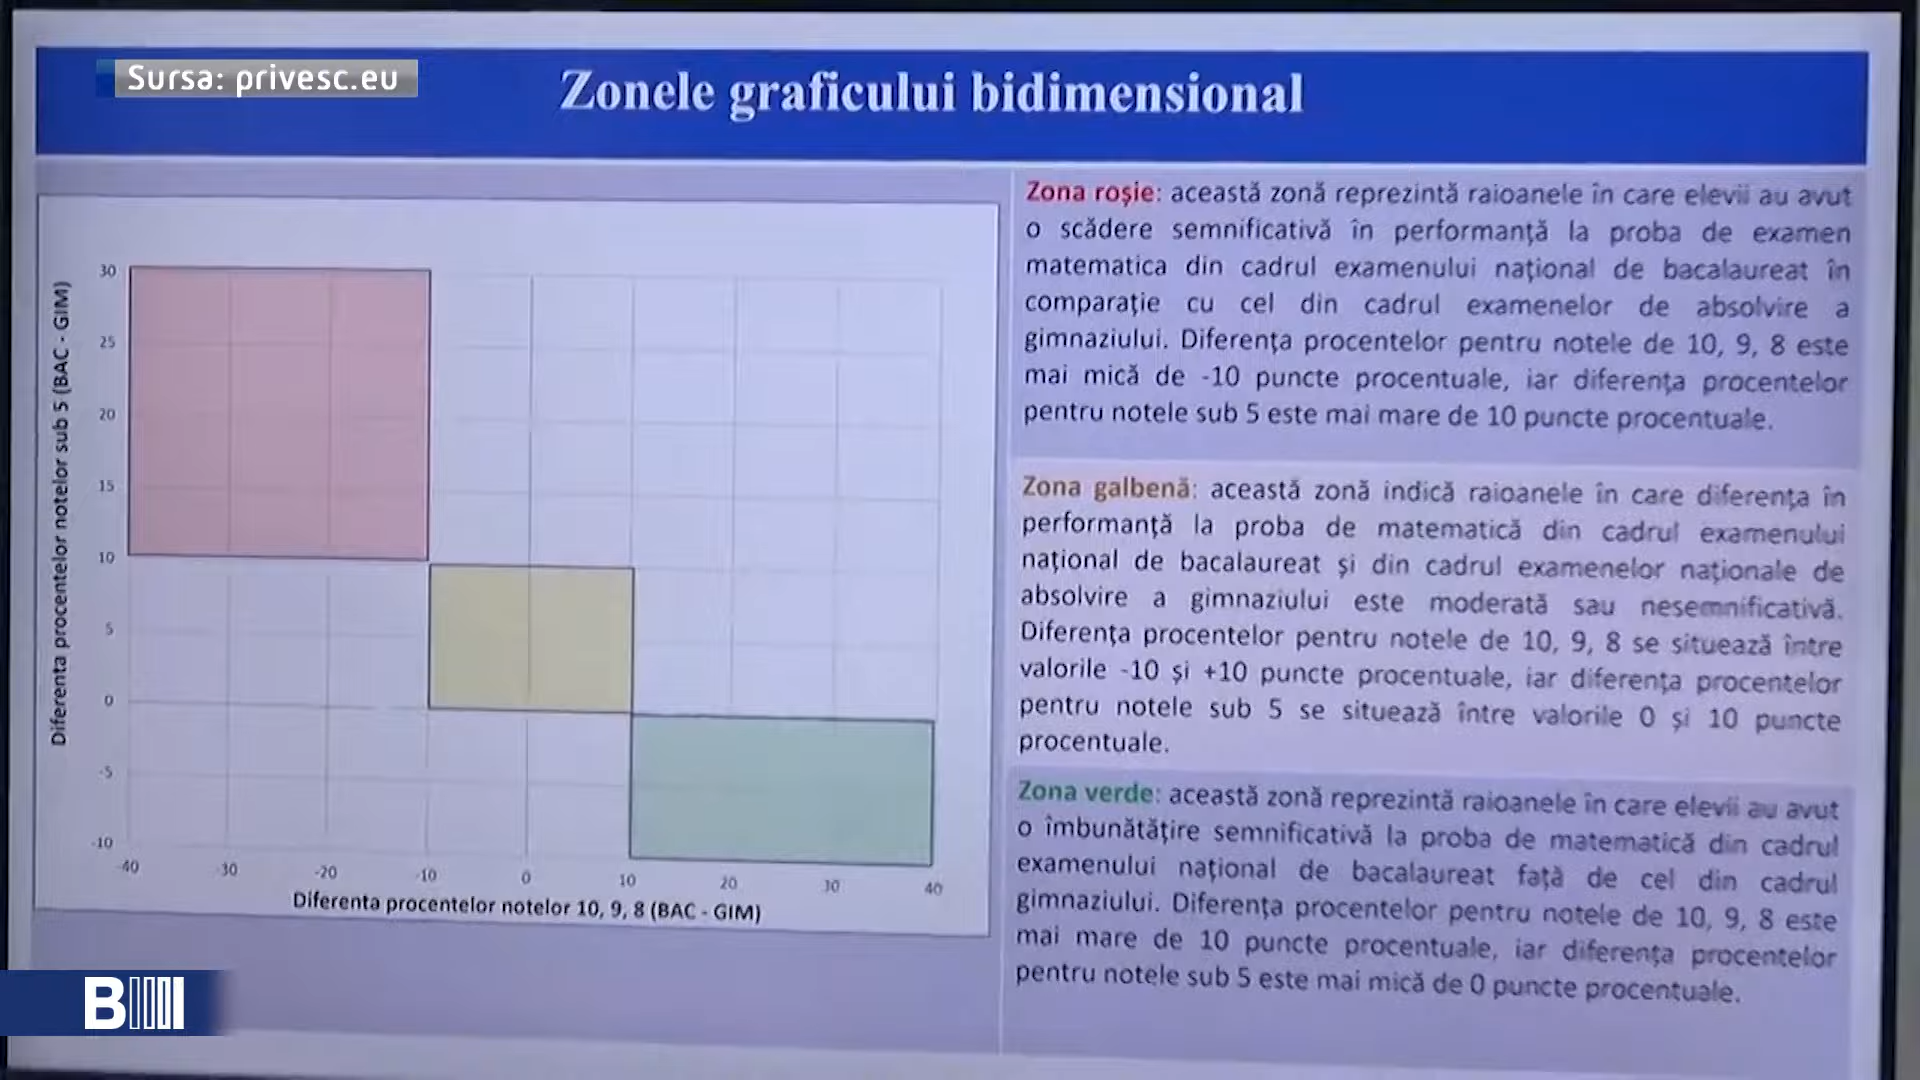 Sursa: privesc.eu
Zonele graficului bidimensional
Diferenta procentelor notelor sub 5 (BAC - GIM)
30
25
20
15
10
5
0
-5
-10
-40
-30
-20
-10
0
10
20
30
40
Diferenta procentelor notelor 10, 9, 8 (BAC - GIM)
Zona roșie: această zonă reprezintă raioanele în care elevii au avut
o scădere semnificativă în performanță la proba de examen
matematica din cadrul examenului național de bacalaureat în
comparație cu cel din cadrul examenelor de absolvire a
gimnaziului. Diferența procentelor pentru notele de 10, 9, 8 este
mai mică de -10 puncte procentuale, iar diferența procentelor
pentru notele sub 5 este mai mare de 10 puncte procentuale.
Zona galbenă: această zonă indică raioanele în care diferența în
performanță la proba de matematică din cadrul examenului
național de bacalaureat și din cadrul examenelor naționale de
absolvire a gimnaziului este moderată sau nesemnificativă.
Diferența procentelor pentru notele de 10, 9, 8 se situează între
valorile -10 și +10 puncte procentuale, iar diferența procentelor
pentru notele sub 5 se situează între valorile 0 și 10 puncte
procentuale.
Zona verde: această zonă reprezintă raioanele în care elevii au avut
o îmbunătățire semnificativă la proba de matematică din cadrul
examenului național de bacalaureat față de cel din cadrul
gimnaziului. Diferența procentelor pentru notele de 10, 9, 8 este
mai mare de 10 puncte procentuale, iar diferența procentelor
pentru notele sub 5 este mai mică de 0 puncte procentuale.
B